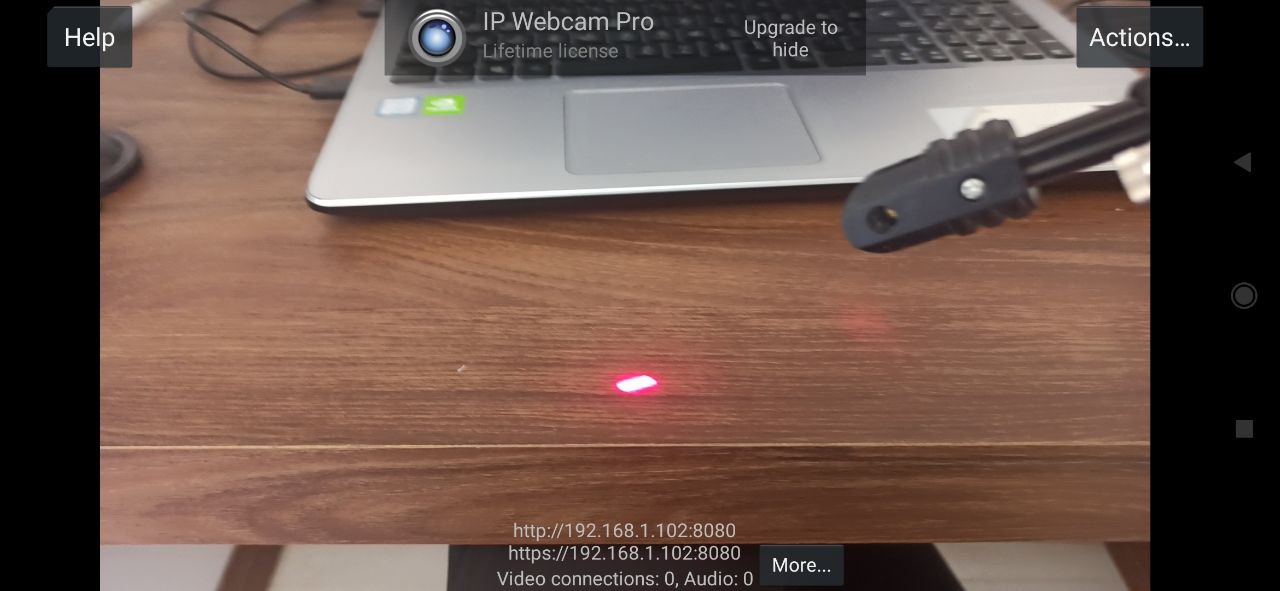 Help
IP Webcam Pro
Lifetime license
Upgrade to
hide
Actions...
http://192.168.1.102:8080
https://192.168.1.102:8080
Video connections: 0, Audio: 0
More...